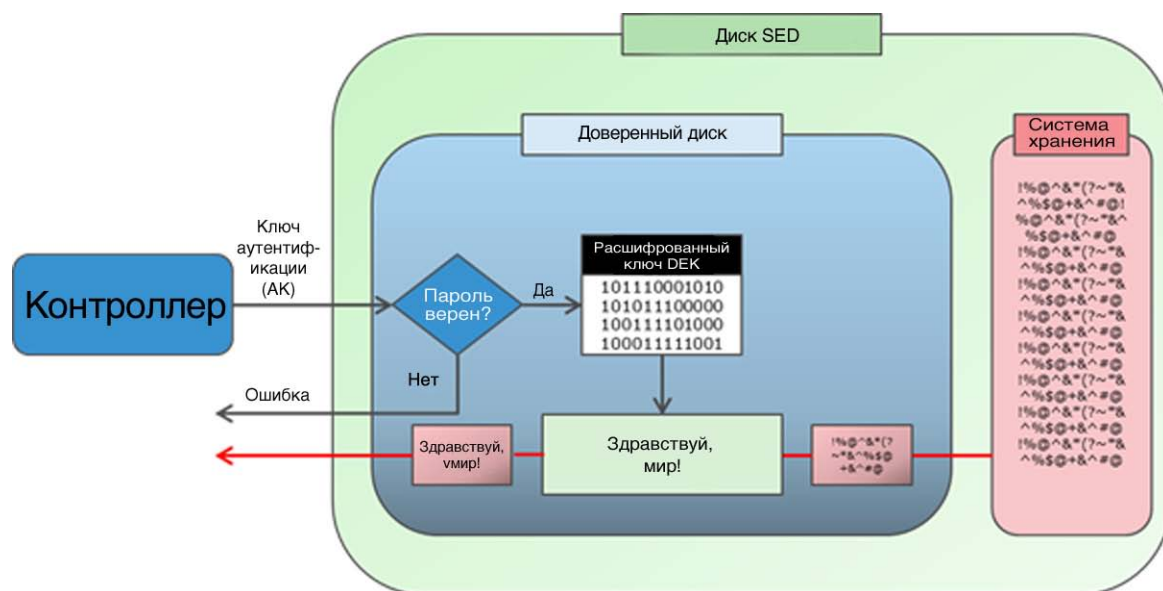 Диск SED
Доверенный диск
Система
хранения
Ключ
аутентиф-
икации
(АК)
Контроллер
Пароль
верен?
Да
Расшифрованный
ключ DEK
101110001010
101011100000
100111101000
100011111001
Нет
Ошибка
Здравствуй,
vмир!
Здравствуй,
мир!
!%@^&*(?
~*&^%$@
+&^#@
!%@^&*(?~*&
^%$@+&^#@!
%@^&*(?~*&^
%$@+&^#@
!%@^&*(?~*&
^%$@+&^#@
!%@^&*(?~*&
^%$@+&^#@
!%@^&*(?~*&
^%$@+&^#@
!%@^&*(?~*&
^%$@+&^#@
!%@^&*(?~*&
^%$@+&^#@
!%@^&*(?~*&
^%$@+&^#@
!%@^&*(?~*&
^%$@+&^#@